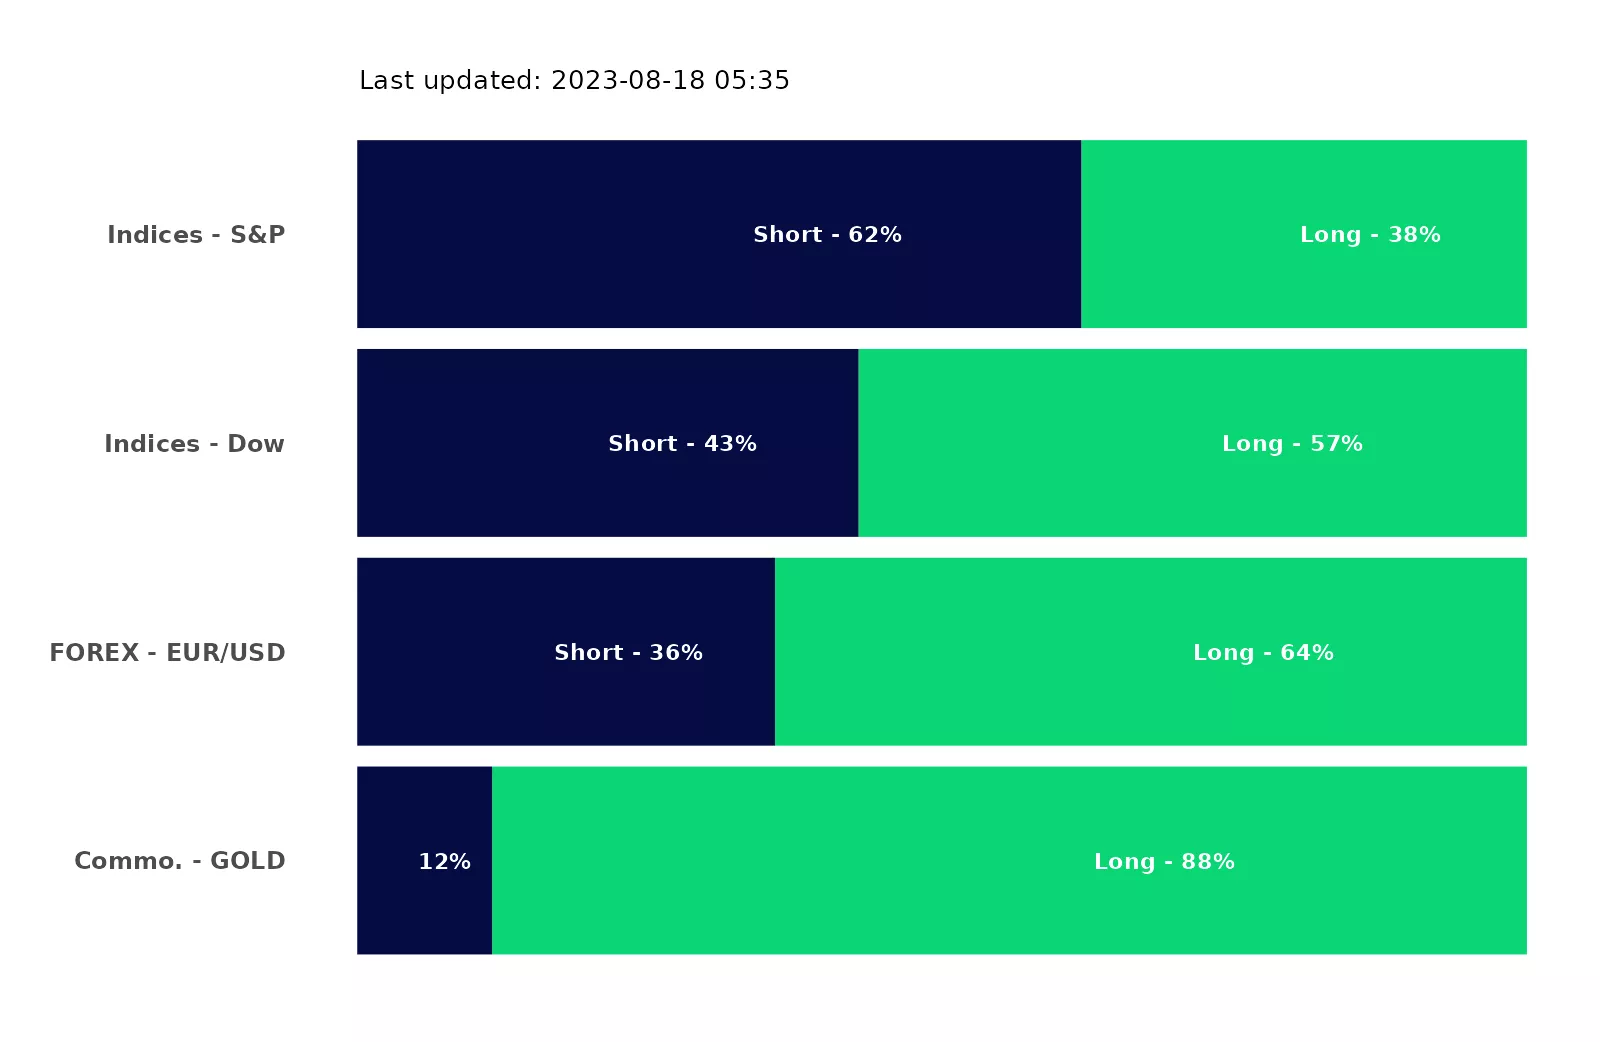 Last updated: 2023-08-18 05:35
Indices - S&P
Short - 62%
Long - 38%
Indices - Dow
Short - 43%
Long - 57%
FOREX - EUR/USD
Short - 36%
Long - 64%
Commo. - GOLD
12%
Long - 88%